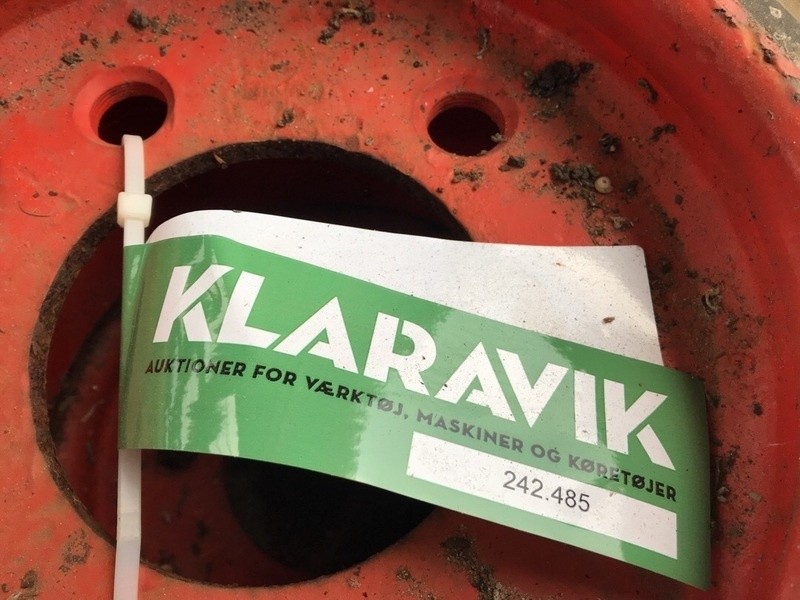 KLARAVIK
AUKTIONER FOR VÆRKTØJ, MASKINER OG KØRETØJER
242.485